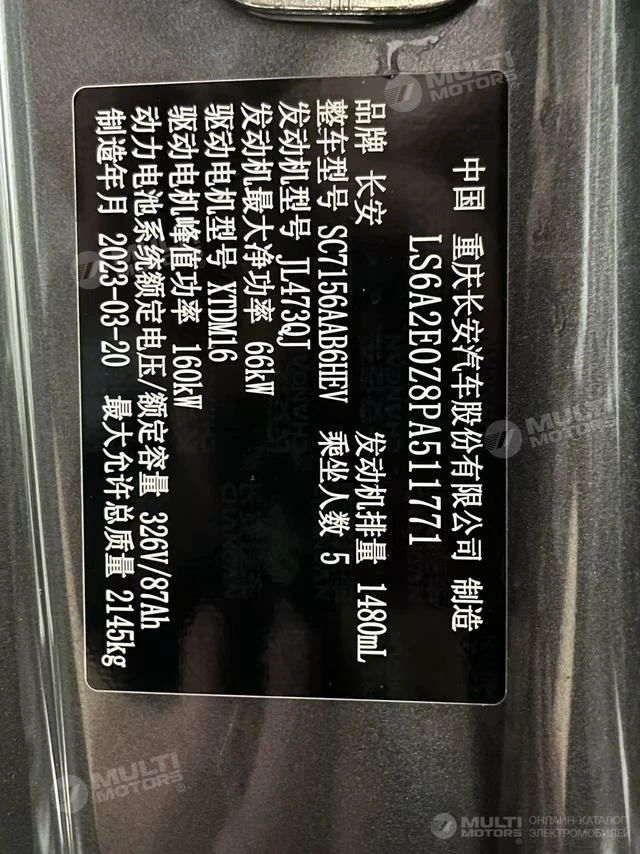 中国 重庆长安汽车股份有限公司 制造
LS6A2E0Z8PA511771
品牌 长安 发动机排量 1480mL
整车型号 SC7156AAB6HEV 乘坐人数 5
发动机型号 JL473QJ
发动机最大净功率 66kW
驱动电机型号 XTDM16
驱动电机峰值功率 160kW
动力电池系统额定电压/额定容量 326V/87Ah
制造年月 2023-03-20 最大允许总质量 2145kg
MULTI MOTORS®
MULTI MOTORS®
MULTI MOTORS®
MULTI MOTORS®
MULTI MOTORS® ОНЛАЙН-КАТАЛОГ ЭЛЕКТРОМОБИЛЕЙ